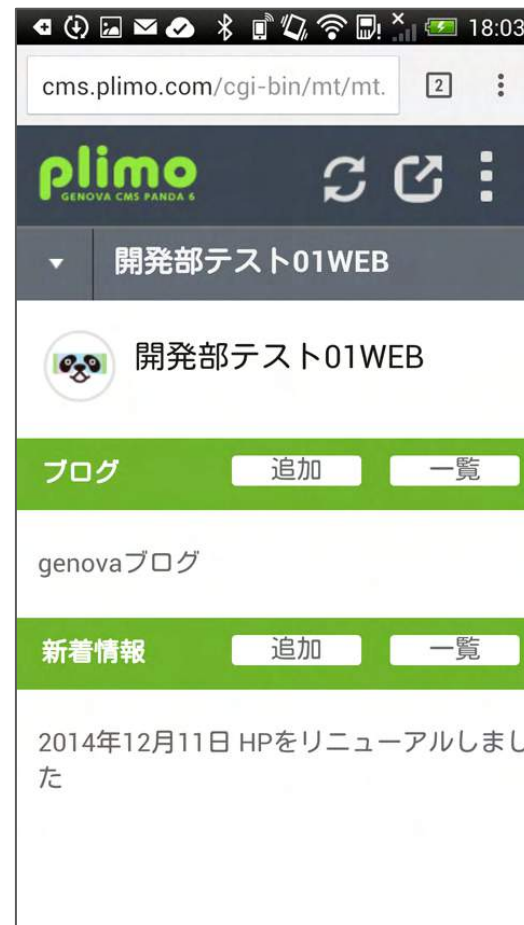 18:03
cms.plimo.com/cgi-bin/mt/mt.
2
plimo
GENOVA CMS PANDA 6
開発部テスト01WEB
開発部テスト01WEB
ブログ 追加 一覧
genovaブログ
新着情報 追加 一覧
2014年12月11日 HPをリニューアルしまし
た